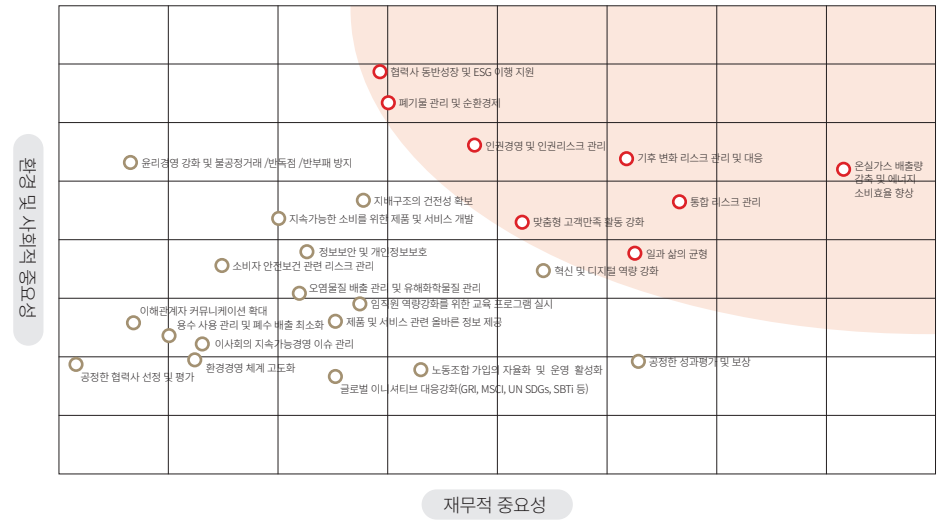 협력사 동반성장 및 ESG 이행 지원
폐기물 관리 및 순환경제
인권경영 및 인권리스크 관리
기후 변화 리스크 관리 및 대응
윤리경영 강화 및 불공정거래 /반독점 /반부패 방지
온실가스 배출량
감축 및 에너지
소비효율 향상
지배구조의 건전성 확보
통합 리스크 관리
지속가능한 소비를 위한 제품 및 서비스 개발
맞춤형 고객만족 활동 강화
정보보안 및 개인정보보호
일과 삶의 균형
소비자 안전보건 관련 리스크 관리
혁신 및 디지털 역량 강화
오염물질 배출 관리 및 유해화학물질 관리
임직원 역량강화를 위한 교육 프로그램 실시
이해관계자 커뮤니케이션 확대
용수 사용 관리 및 폐수 배출 최소화
제품 및 서비스 관련 올바른 정보 제공
이사회의 지속가능경영 이슈 관리
공정한 성과평가 및 보상
환경경영 체계 고도화
노동조합 가입의 자율화 및 운영 활성화
공정한 협력사 선정 및 평가
글로벌 이니셔티브 대응강화(GRI, MSCI, UN SDGs, SBTi 등)
환경 및 사회적 중요성
재무적 중요성